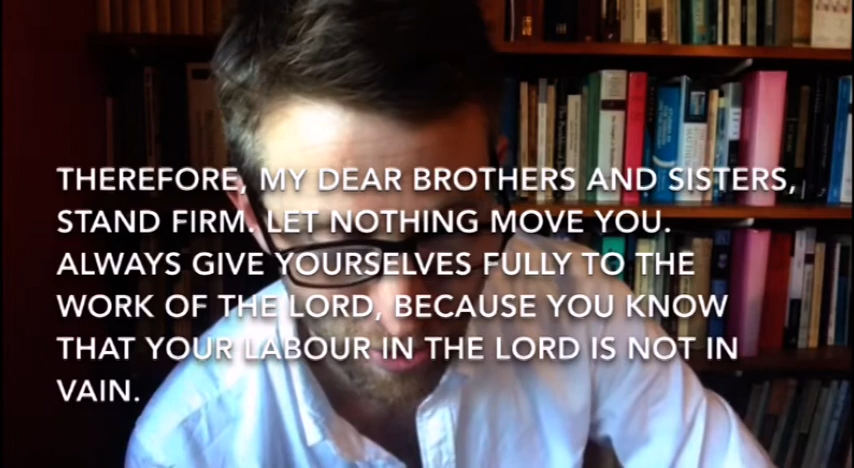 THEREFORE, MY DEAR BROTHERS AND SISTERS,
STAND FIRM. LET NOTHING MOVE YOU.
ALWAYS GIVE YOURSELVES FULLY TO THE
WORK OF THE LORD, BECAUSE YOU KNOW
THAT YOUR LABOUR IN THE LORD IS NOT IN
VAIN.